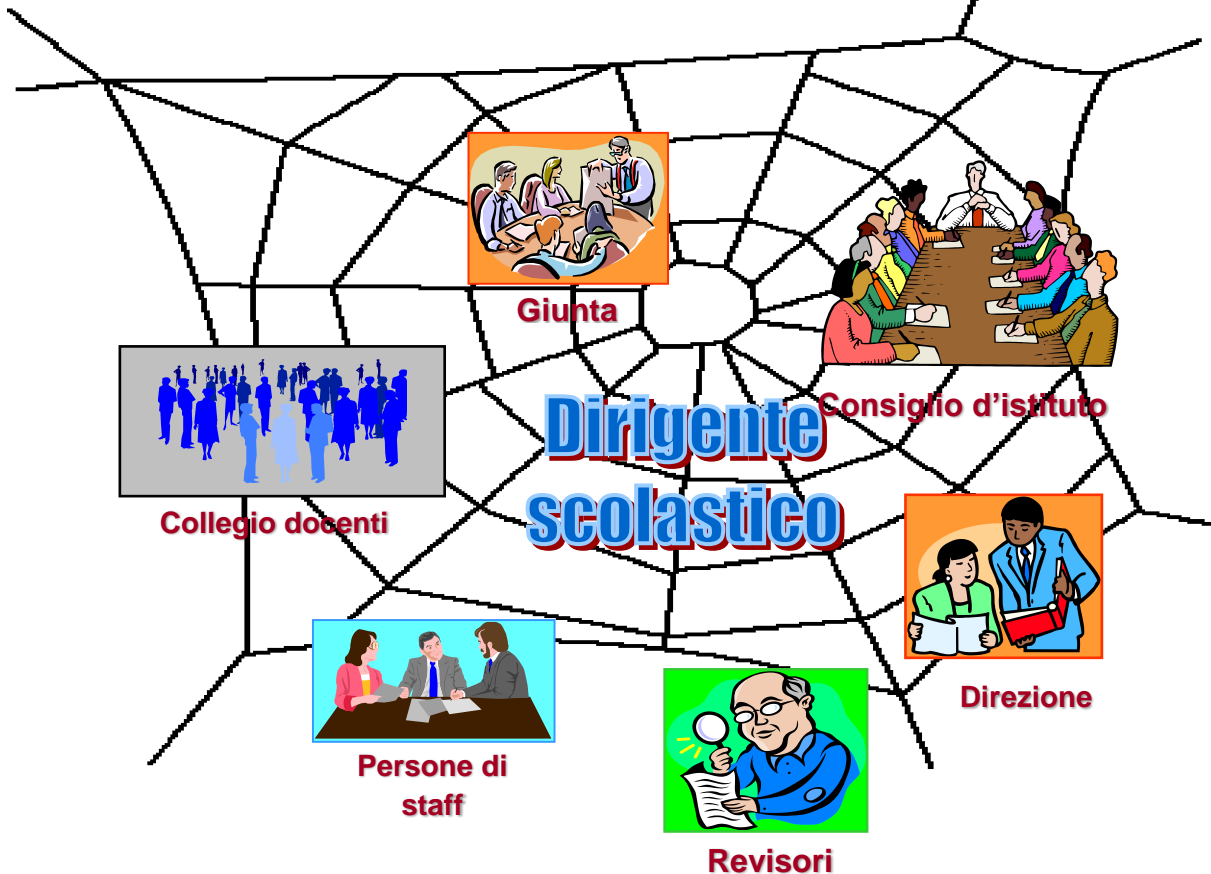 Giunta
Consiglio d'istituto
Dirigente
scolastico
Collegio docenti
Direzione
Persone di
staff
Revisori